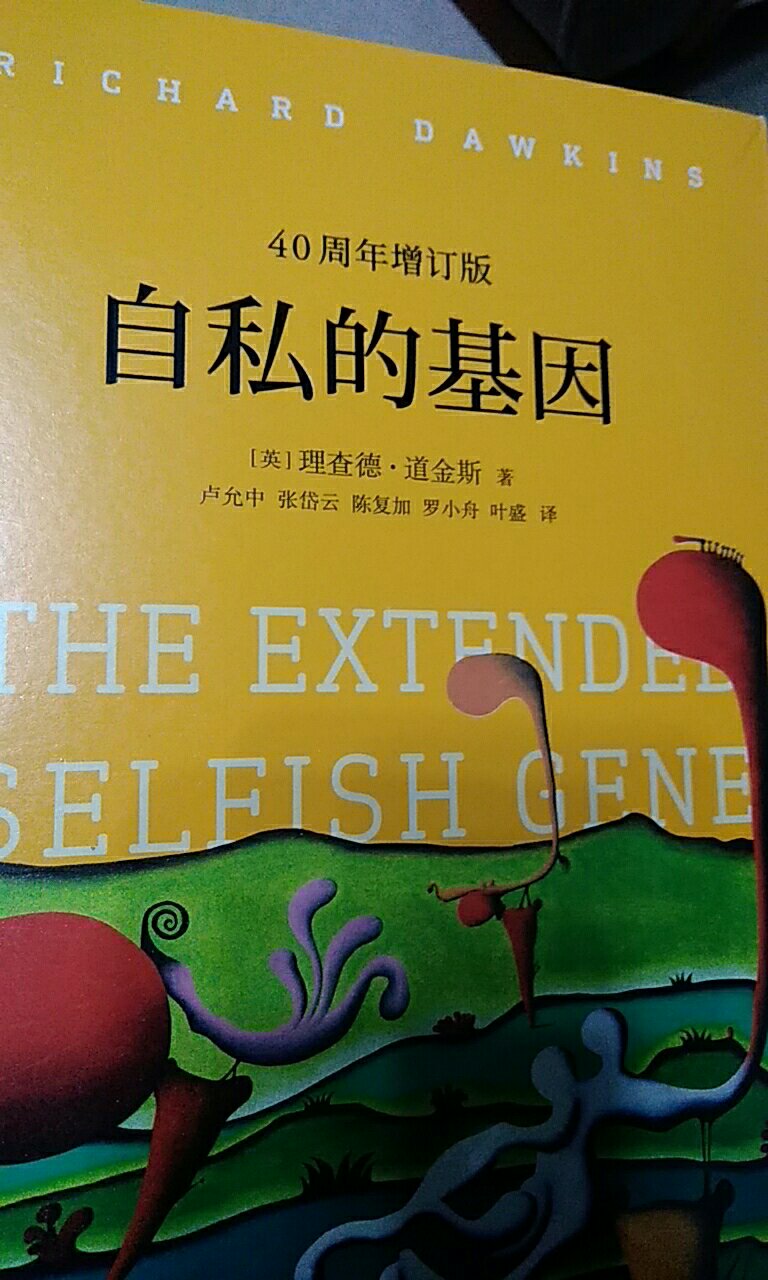 RICHARD DAWKINS
40周年增订版
自私的基因
[英] 理查德·道金斯 著
卢允中 张岱云 陈复加 罗小舟 叶盛 译
THE EXTENDED
SELFISH GENE